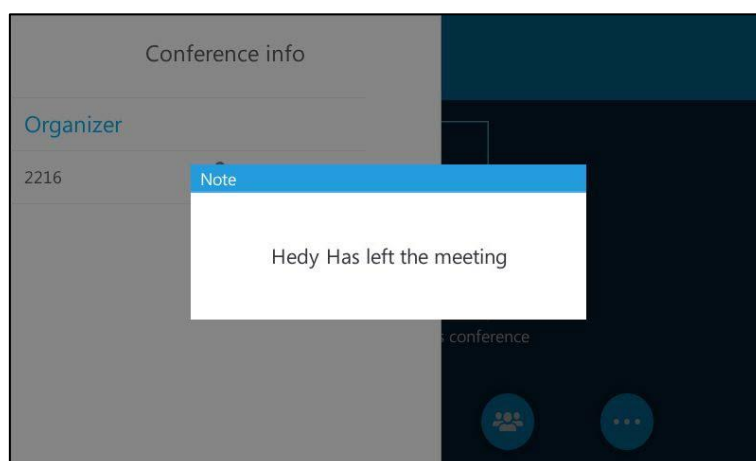 Conference info
Organizer
2216
Note
Hedy Has left the meeting
conference